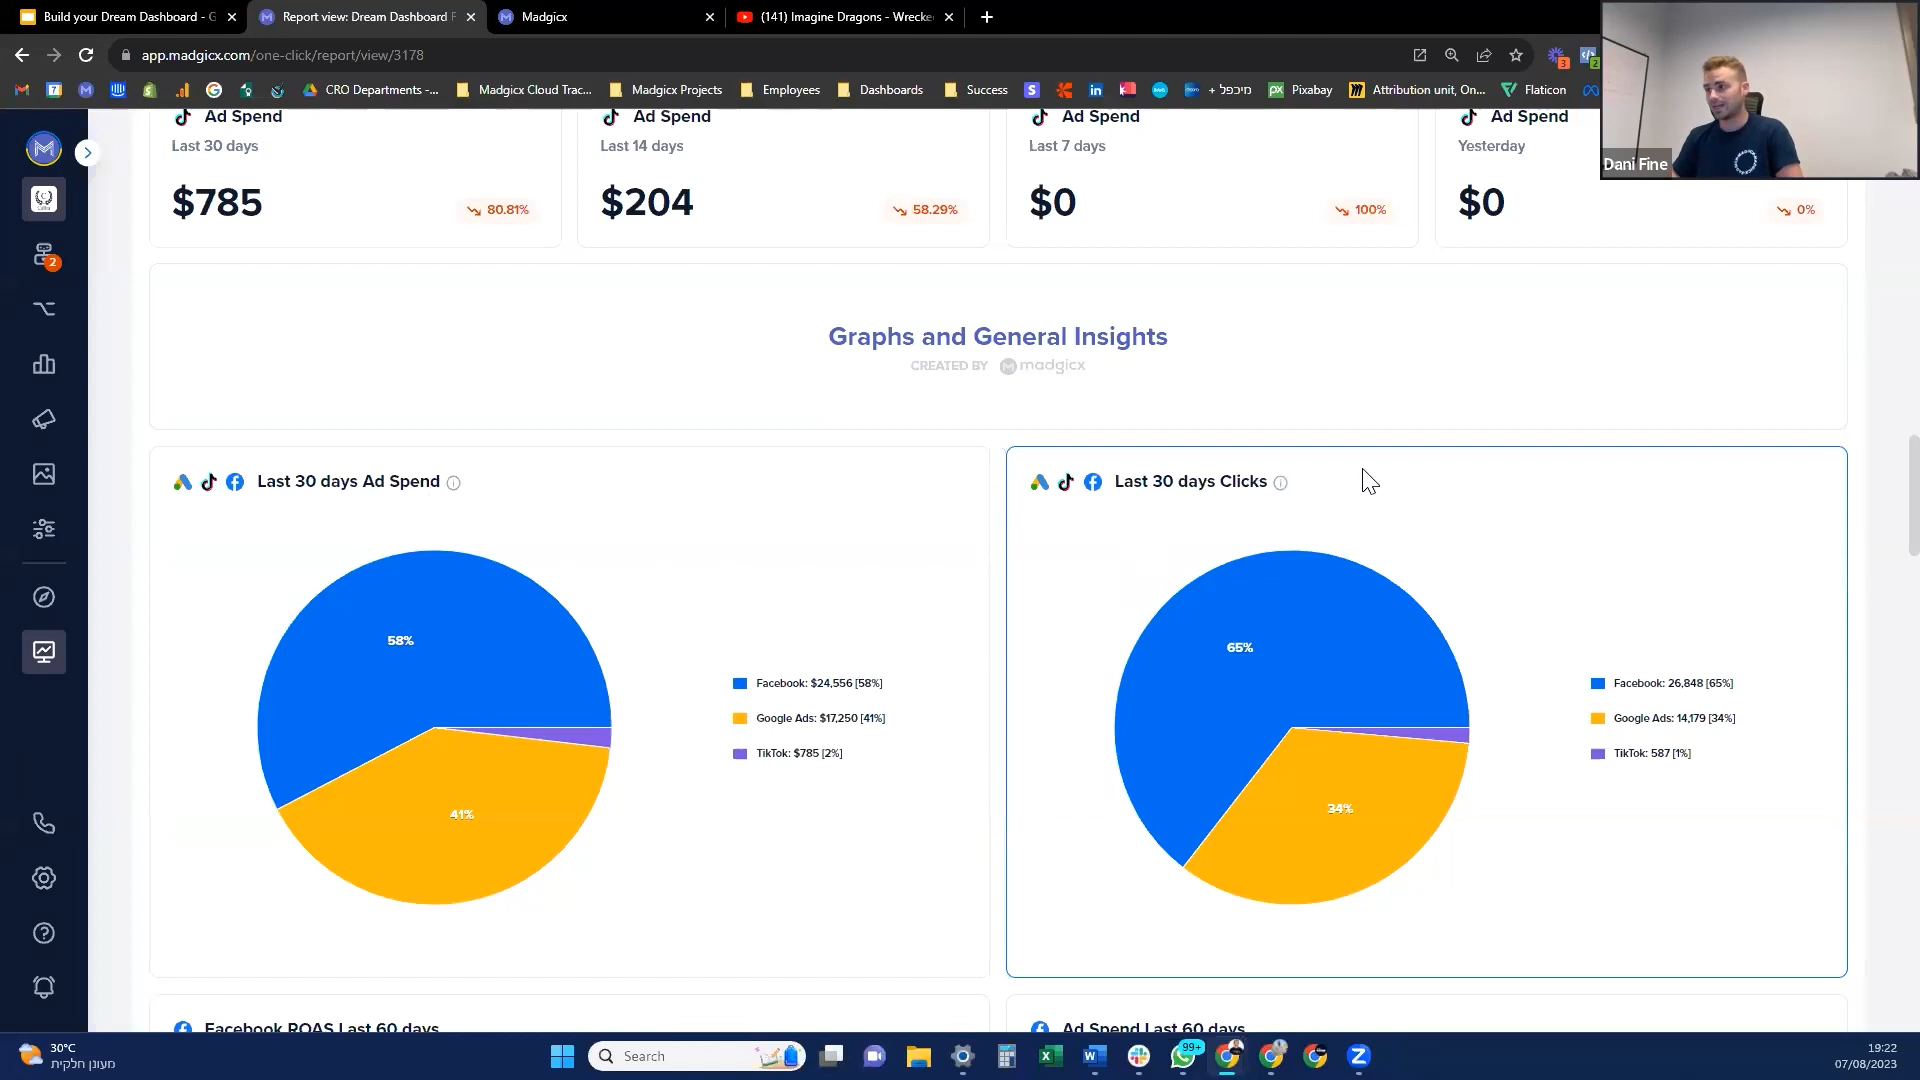 Build your Dream Dashboard - G
Report view: Dream Dashboard F
Madgicx
(141) Imagine Dragons - Wrecke
app.madgicx.com/one-click/report/view/3178
3
2
7
CRO Departments -...
Madgicx Cloud Trac...
Madgicx Projects
Employees
Dashboards
Success
מיכפל +
Pixabay
Attribution unit, On...
Flaticon
Dani Fine
Ad Spend
Last 30 days
$785
80.81%
Ad Spend
Last 14 days
$204
58.29%
Ad Spend
Last 7 days
$0
100%
Ad Spend
Yesterday
$0
0%
2
Graphs and General Insights
CREATED BY madgicx
Last 30 days Ad Spend
58%
41%
Facebook: $24,556 [58%]
Google Ads: $17,250 [41%]
TikTok: $785 [2%]
Last 30 days Clicks
65%
34%
Facebook: 26,848 [65%]
Google Ads: 14,179 [34%]
TikTok: 587 [1%]
Facebook ROAS Last 60 days
Ad Spend Last 60 days
30°C
מעונן חלקית
Search
99+
19:22
07/08/2023